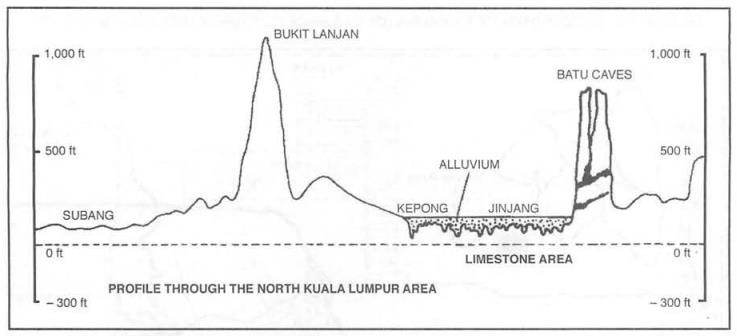 BUKIT LANJAN
1,000 ft
1,000 ft
BATU CAVES
500 ft
500 ft
ALLUVIUM
SUBANG
KEPONG
JINJANG
0 ft
0 ft
LIMESTONE AREA
PROFILE THROUGH THE NORTH KUALA LUMPUR AREA
– 300 ft
– 300 ft